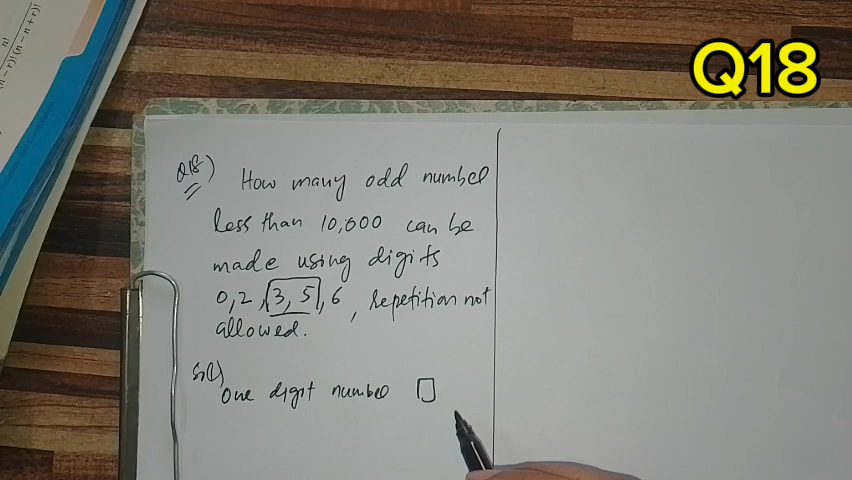 n!
(n-r)!(n-n+r)!
Q18
Q18)
How many odd number
less than 10,000 can be
made using digits
0,2,3,5,6, repetition not
allowed.
Sol)
One digit number